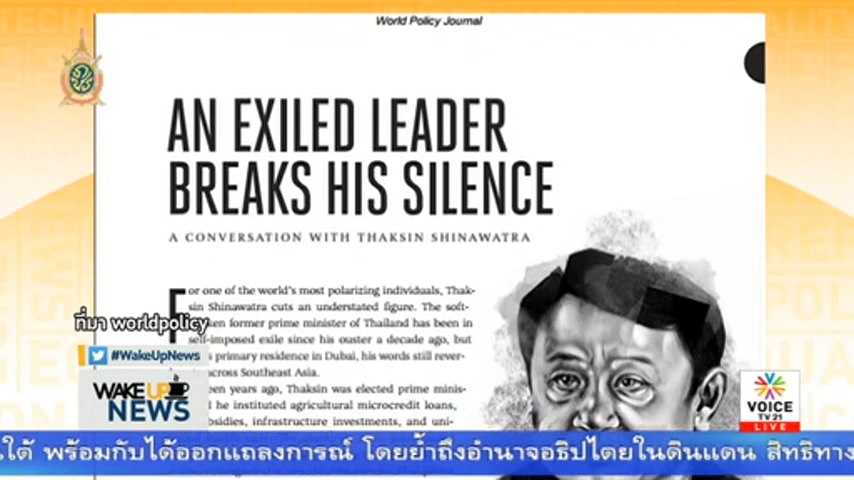 World Policy Journal
AN EXILED LEADER
BREAKS HIS SILENCE
A CONVERSATION WITH THAKSIN SHINAWATRA
or one of the world's most polarizing individuals, Thak-
sin Shinawatra cuts an understated figure. The soft-
ken former prime minister of Thailand has been in
self-imposed exile since his ouster a decade ago, but
s primary residence in Dubai, his words still rever-
across Southeast Asia.
een years ago, Thaksin was elected prime minis-
he instituted agricultural microcredit loans,
bsidies, infrastructure investments, and uni-
ที่มา worldpolicy
#WakeUpNews
WAKE UP
NEWS
VOICE
TV 21
LIVE
นใต้ พร้อมกับได้ออกแถลงการณ์ โดยย้ำถึงอำนาจอธิปไตยในดินแดน สิทธิทาง